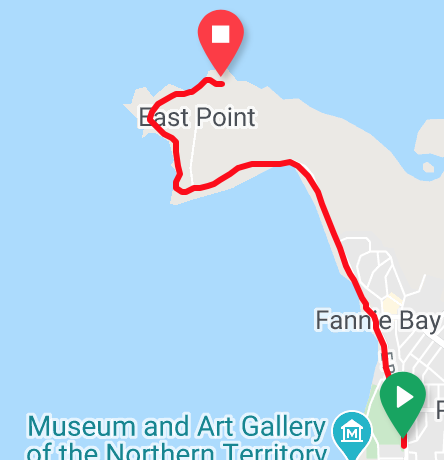 East Point
Fannie Bay
Museum and Art Gallery
of the Northern Territory